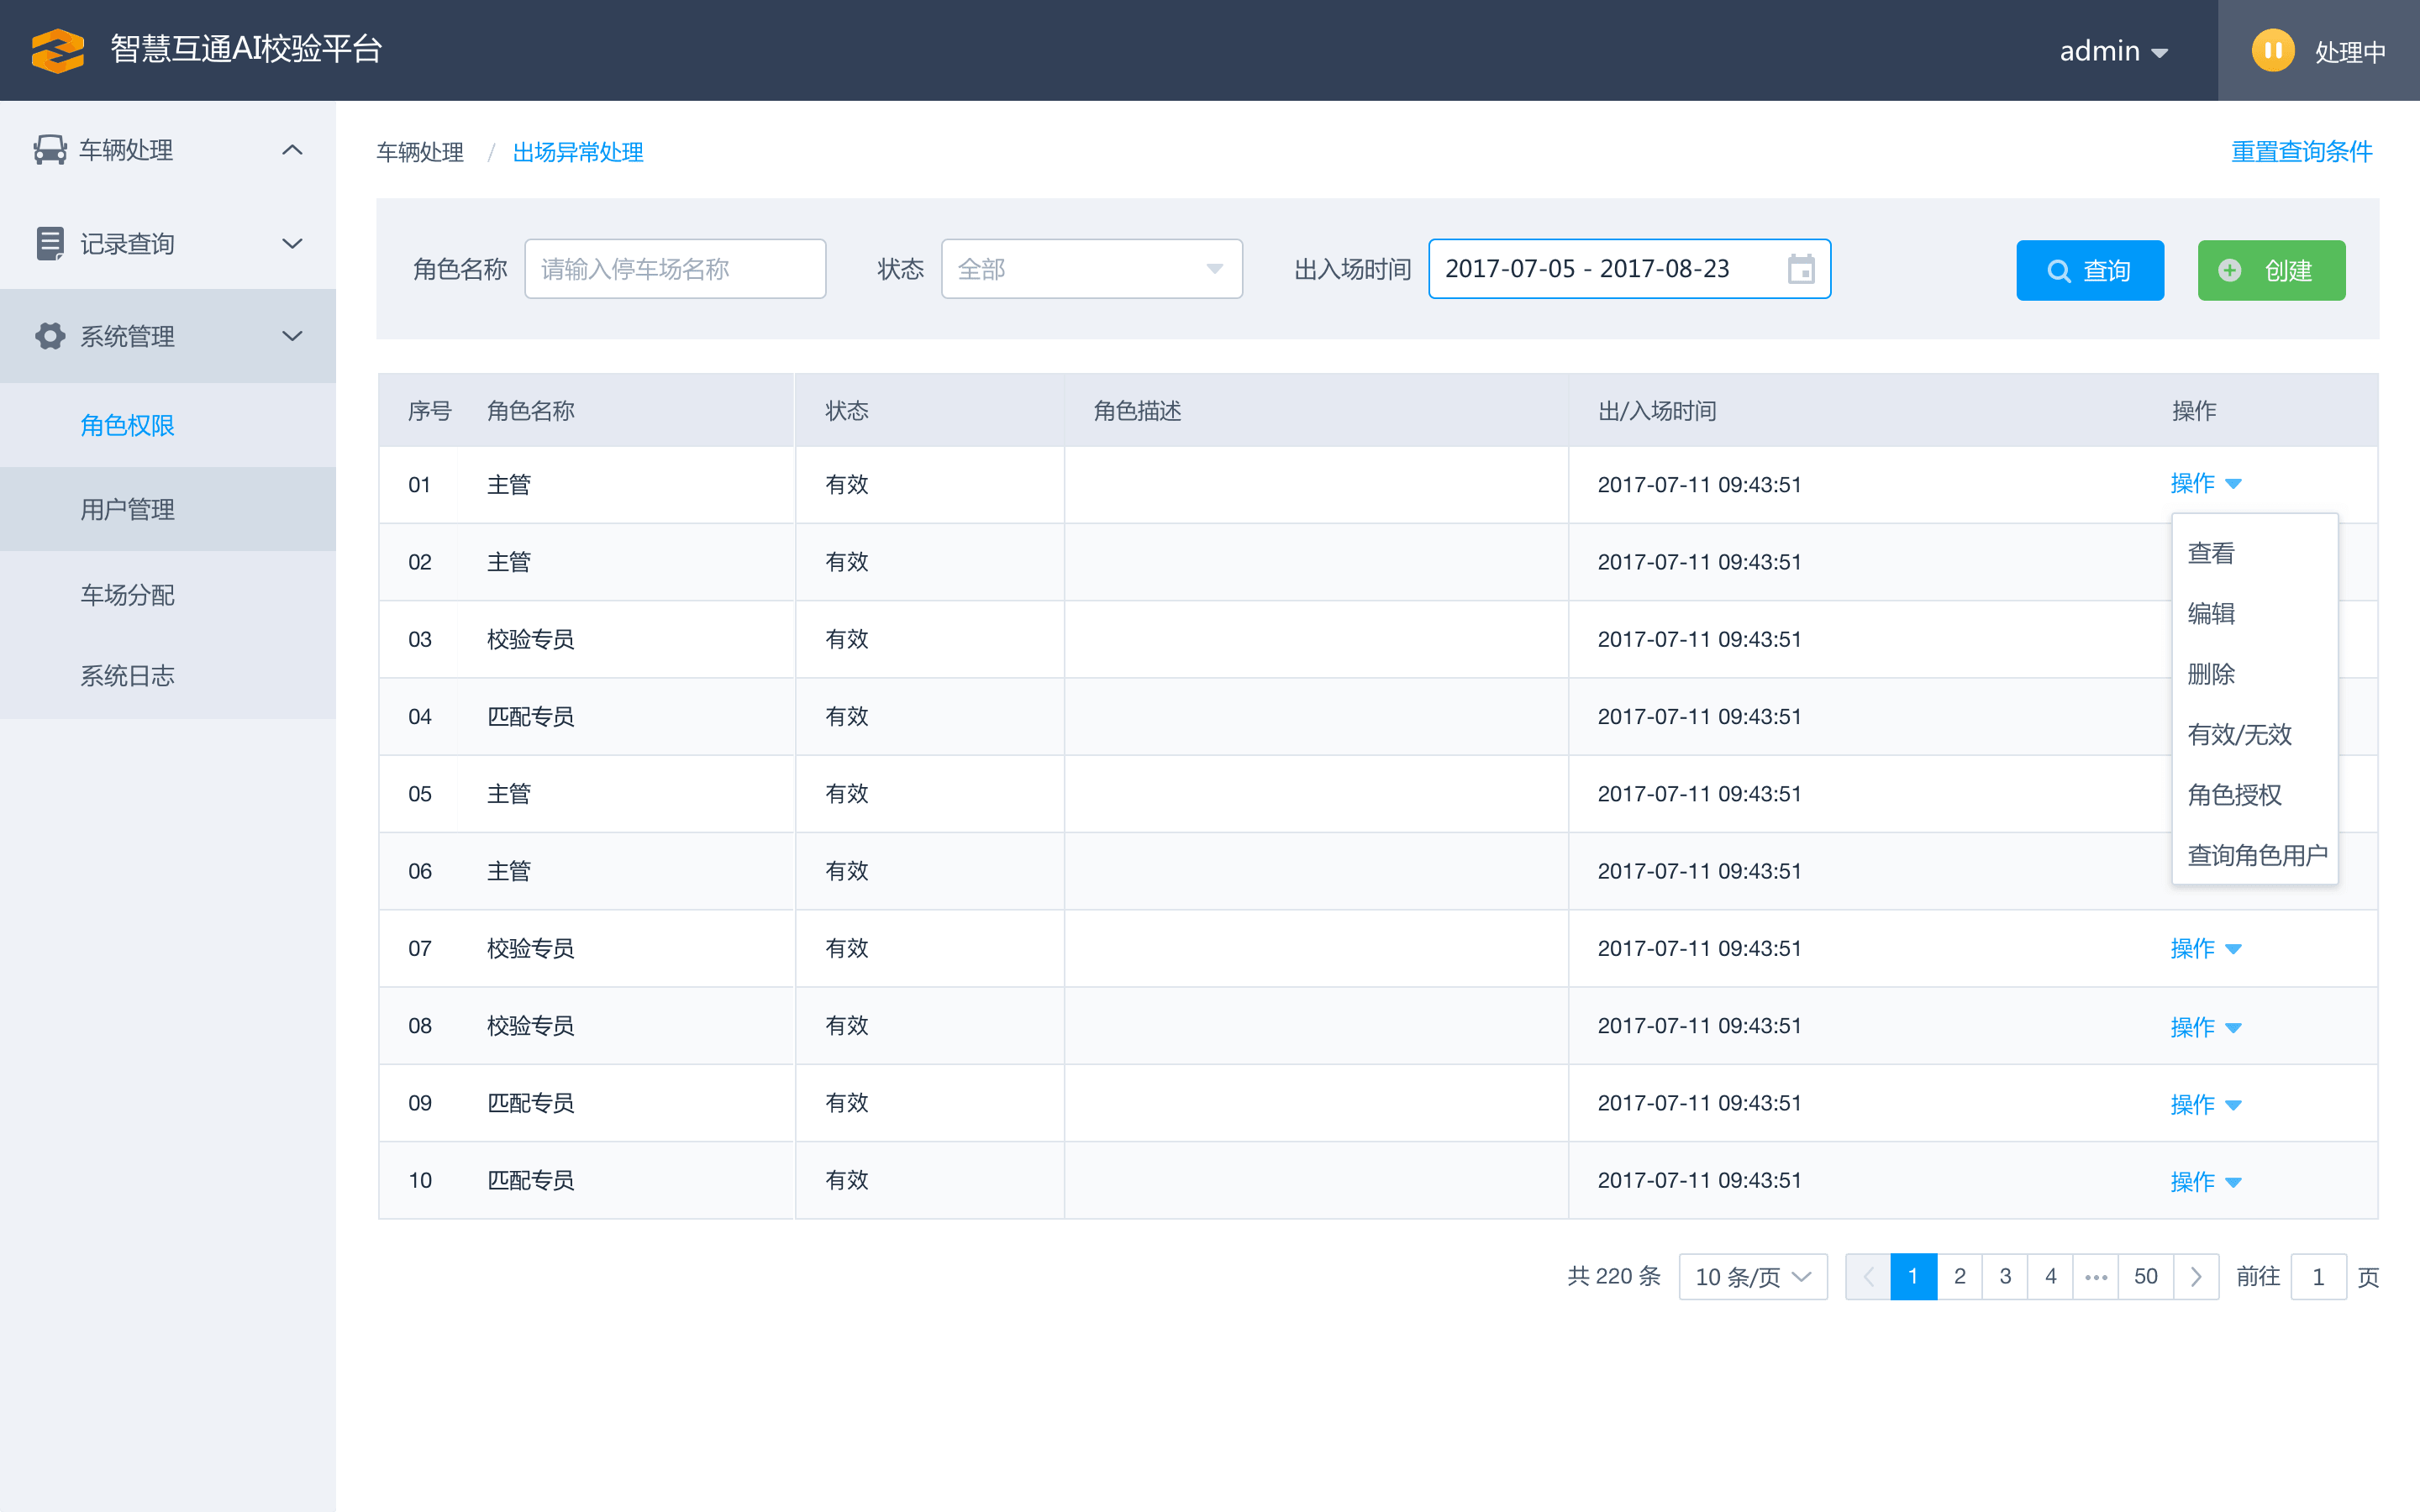 智慧互通AI校验平台
admin
处理中
车辆处理
记录查询
系统管理
角色权限
用户管理
车场分配
系统日志
车辆处理 / 出场异常处理
重置查询条件
角色名称 请输入停车场名称 状态 全部 出入场时间 2017-07-05 - 2017-08-23 查询 创建
序号 角色名称 状态 角色描述 出/入场时间 操作
01 主管 有效 2017-07-11 09:43:51 操作
02 主管 有效 2017-07-11 09:43:51
03 校验专员 有效 2017-07-11 09:43:51
04 匹配专员 有效 2017-07-11 09:43:51
05 主管 有效 2017-07-11 09:43:51
06 主管 有效 2017-07-11 09:43:51
查看
编辑
删除
有效/无效
角色授权
查询角色用户
07 校验专员 有效 2017-07-11 09:43:51 操作
08 校验专员 有效 2017-07-11 09:43:51 操作
09 匹配专员 有效 2017-07-11 09:43:51 操作
10 匹配专员 有效 2017-07-11 09:43:51 操作
共 220 条 10 条/页 1 2 3 4 ••• 50 前往 1 页